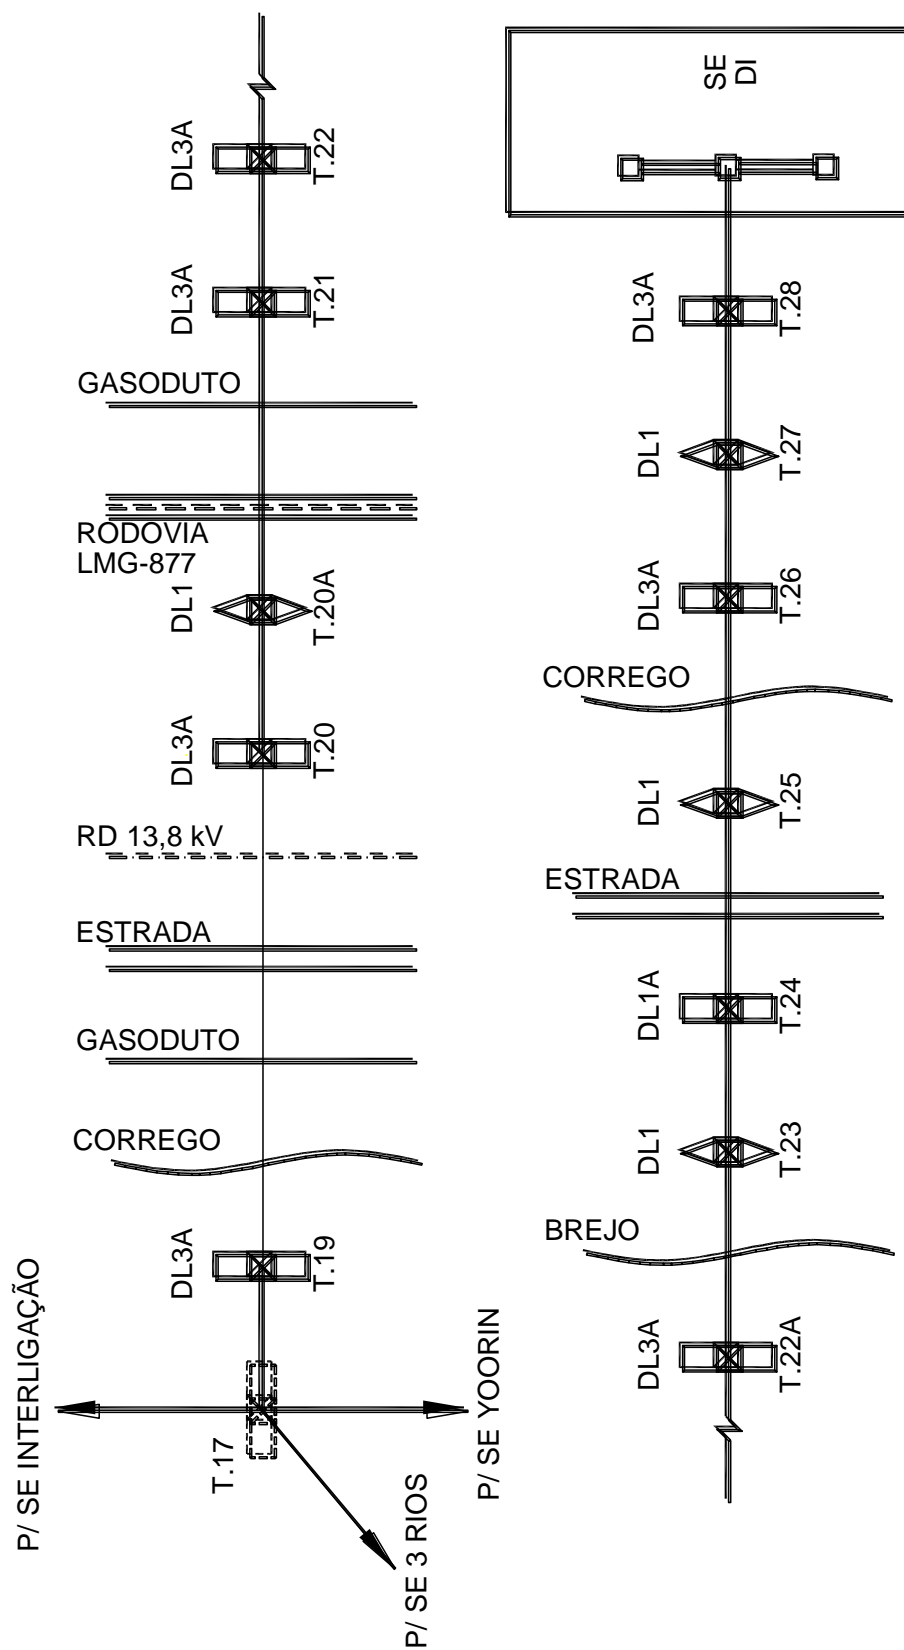 DL3A
T.22
DL3A
T.21
GASODUTO
RODOVIA
LMG-877
DL1
T.20A
DL3A
T.20
RD 13,8 kV
ESTRADA
GASODUTO
CORREGO
DL3A
T.19
P/ SE INTERLIGAÇÃO
T.17
P/ SE YOORIN
P/ SE 3 RIOS
SE
DI
DL3A
T.28
DL1
T.27
DL3A
T.26
CORREGO
DL1
T.25
ESTRADA
DL1A
T.24
DL1
T.23
BREJO
DL3A
T.22A